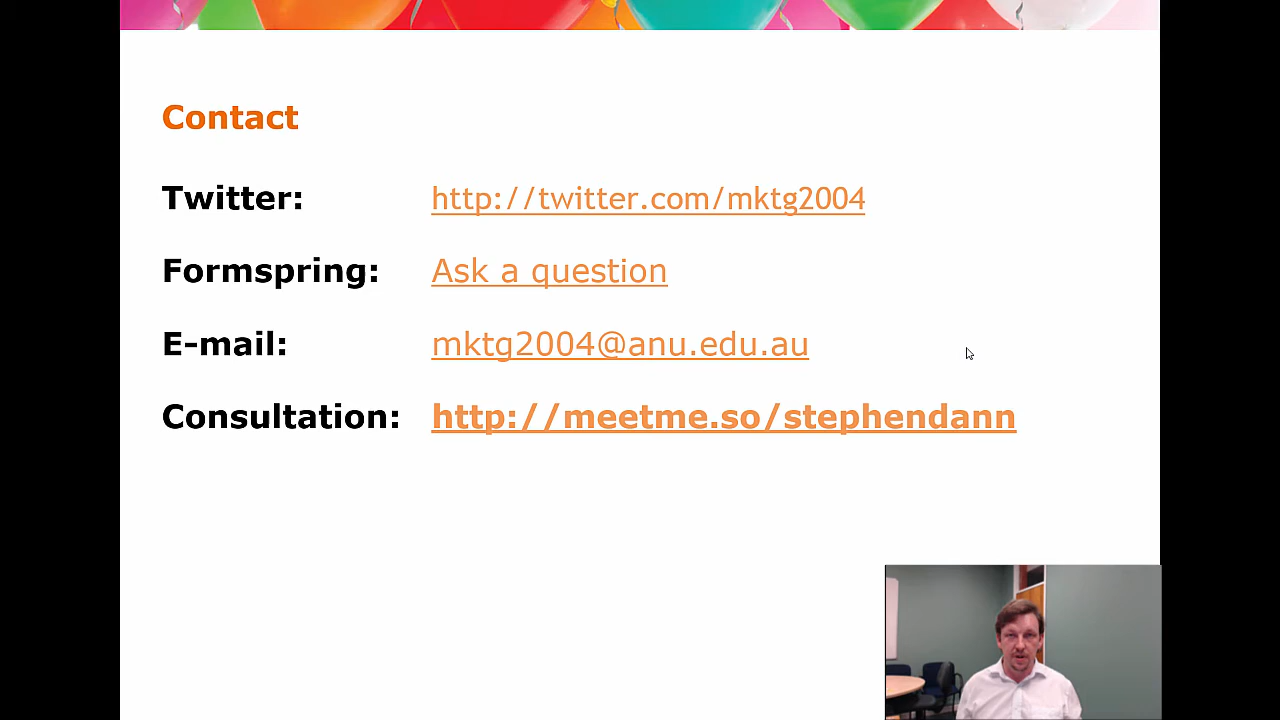 Contact
Twitter: http://twitter.com/mktg2004
Formspring: Ask a question
E-mail: mktg2004@anu.edu.au
Consultation: http://meetme.so/stephendann